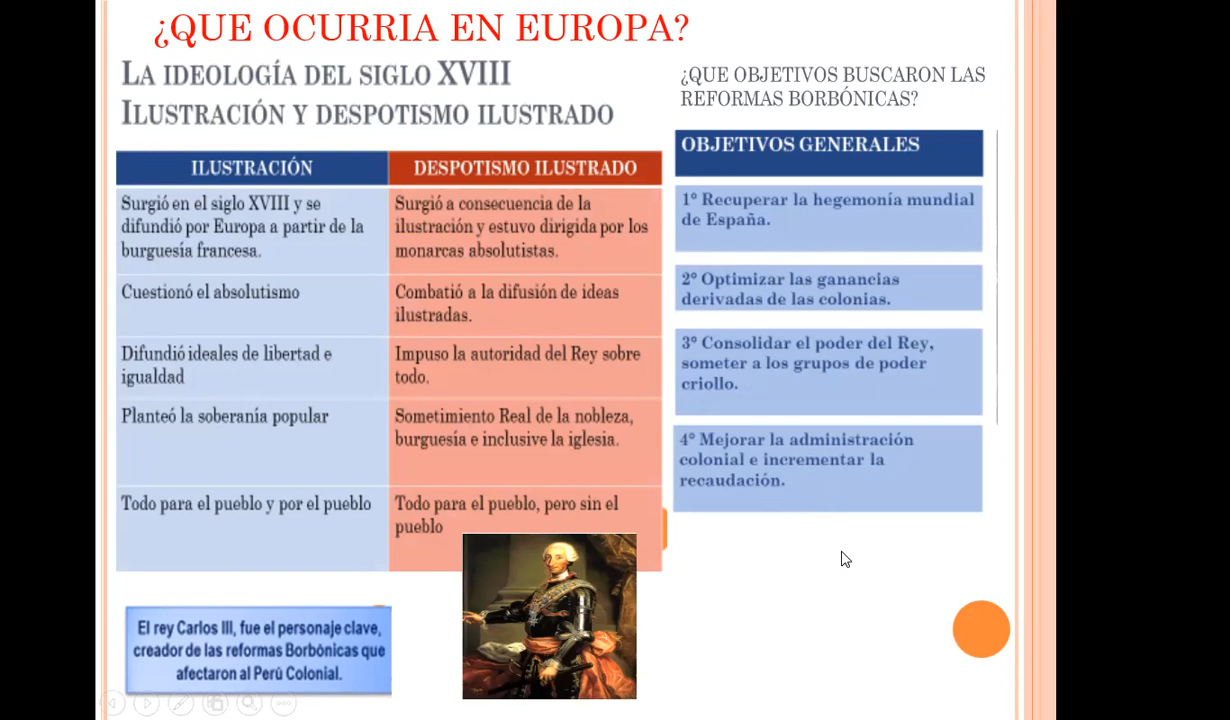 ¿QUE OCURRIA EN EUROPA?
LA IDEOLOGÍA DEL SIGLO XVIII
ILUSTRACIÓN Y DESPOTISMO ILUSTRADO
ILUSTRACIÓN
DESPOTISMO ILUSTRADO
Surgió en el siglo XVIII y se
difundió por Europa a partir de la
burguesía francesa.
Surgió a consecuencia de la
ilustración y estuvo dirigida por los
monarcas absolutistas.
Cuestionó el absolutismo
Combatió a la difusión de ideas
ilustradas.
Difundió ideales de libertad e
igualdad
Impuso la autoridad del Rey sobre
todo.
Planteó la soberanía popular
Sometimiento Real de la nobleza,
burguesía e inclusive la iglesia.
Todo para el pueblo y por el pueblo
Todo para el pueblo, pero sin el
pueblo
El rey Carlos III, fue el personaje clave,
creador de las reformas Borbónicas que
afectaron al Perú Colonial.
¿QUE OBJETIVOS BUSCARON LAS
REFORMAS BORBÓNICAS?
OBJETIVOS GENERALES
1º Recuperar la hegemonía mundial
de España.
2º Optimizar las ganancias
derivadas de las colonias.
3º Consolidar el poder del Rey,
someter a los grupos de poder
criollo.
4º Mejorar la administración
colonial e incrementar la
recaudación.